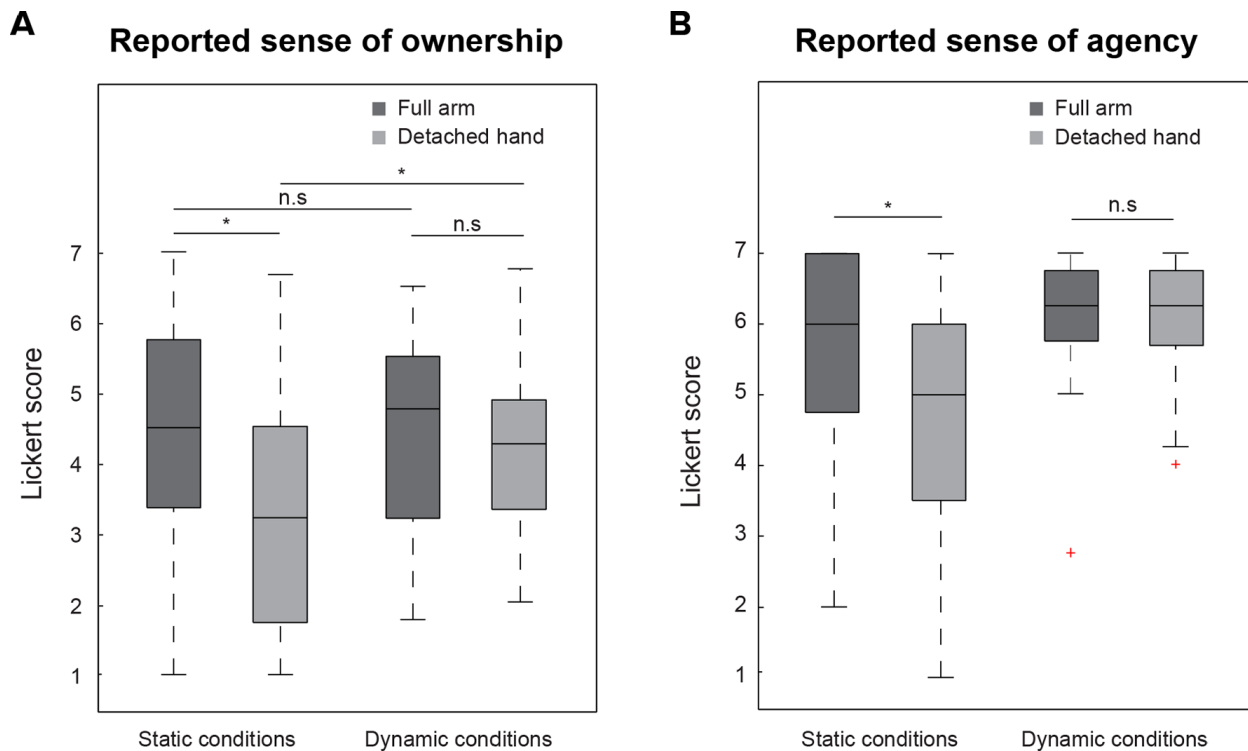 A
Reported sense of ownership
Full arm
Detached hand
*
n.s
*
n.s
7
6
5
4
3
2
1
Lickert score
Static conditions
Dynamic conditions
B
Reported sense of agency
Full arm
Detached hand
*
n.s
7
6
5
4
3
2
1
Lickert score
Static conditions
Dynamic conditions